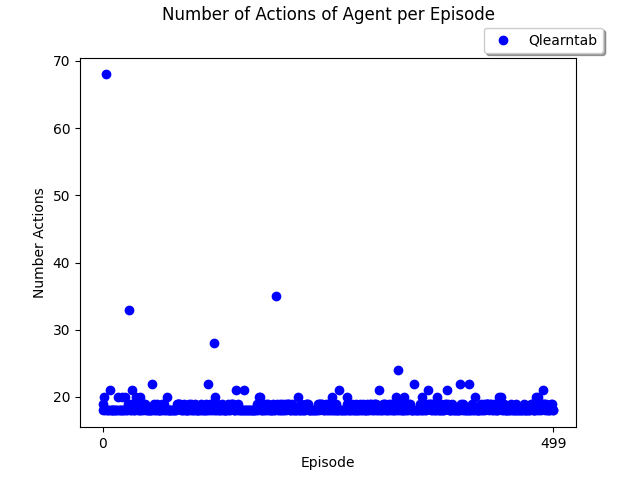 Number of Actions of Agent per Episode
Qlearntab
70
60
50
40
30
20
Number Actions
0
499
Episode